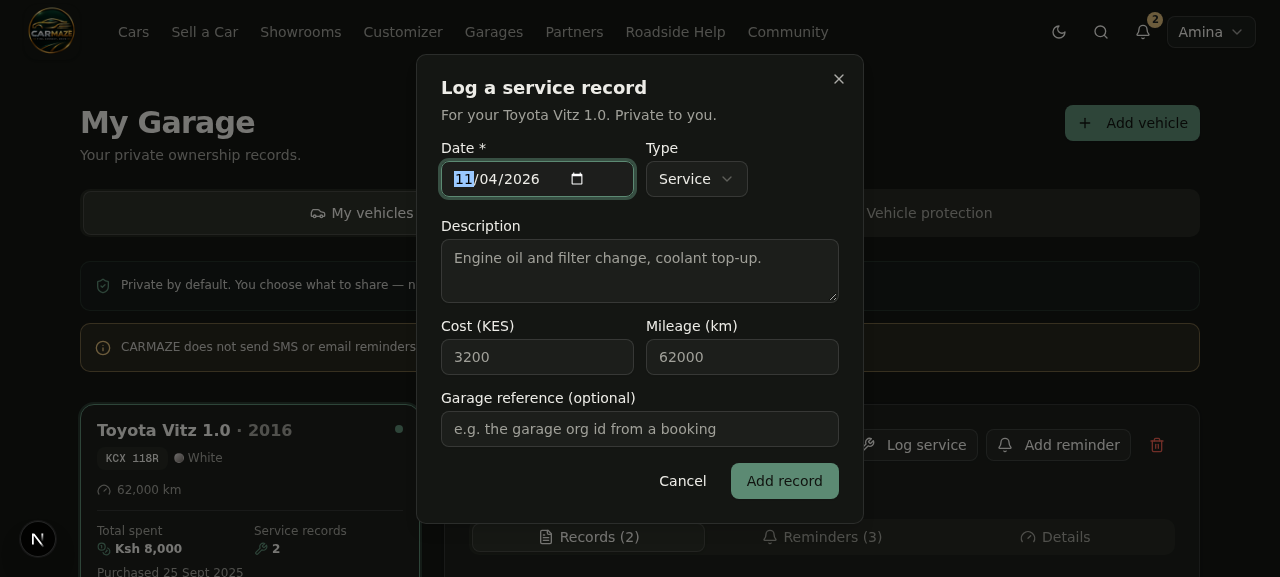 CARMAZE
Cars Sell a Car Showrooms Customizer Garages Partners Roadside Help Community
2
Amina
My Garage
Your private ownership records.
Add vehicle
My vehicles
Vehicle protection
Private by default. You choose what to share — n
CARMAZE does not send SMS or email reminders
Log a service record
For your Toyota Vitz 1.0. Private to you.
Date *
Type
11/04/2026
Service
Description
Engine oil and filter change, coolant top-up.
Cost (KES)
Mileage (km)
3200
62000
Garage reference (optional)
e.g. the garage org id from a booking
Cancel
Add record
Toyota Vitz 1.0 · 2016
KCX 118R
White
62,000 km
Total spent
Service records
Ksh 8,000
2
Purchased 25 Sept 2025
Log service
Add reminder
Records (2)
Reminders (3)
Details
N